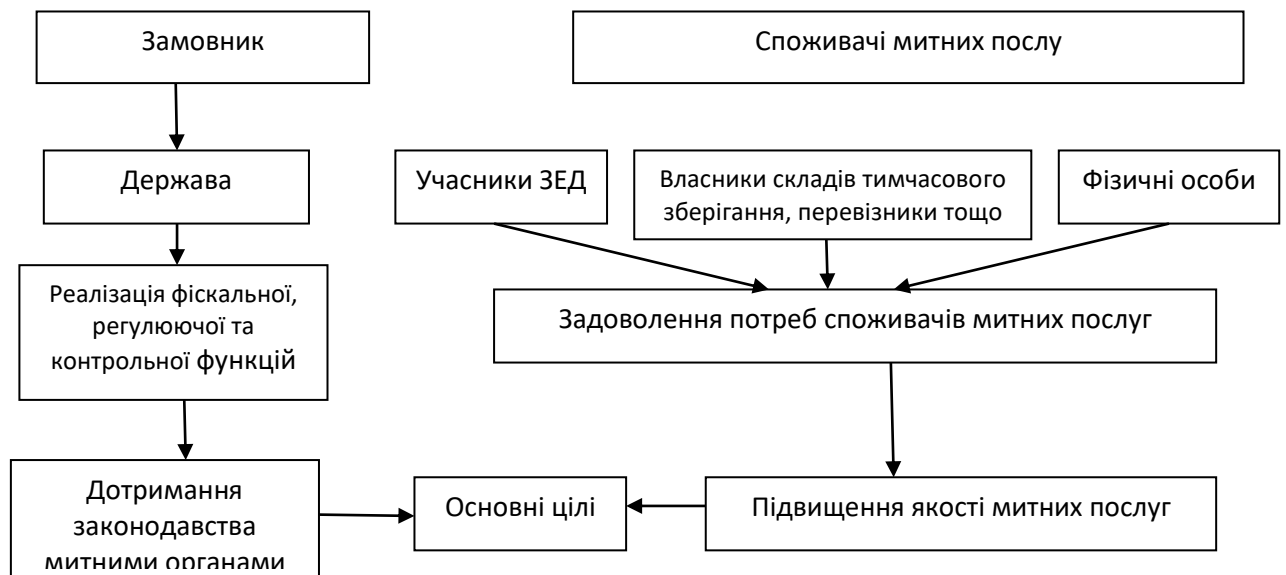 Замовник
Споживачі митних послу
Держава
Учасники ЗЕД
Власники складів тимчасового
зберігання, перевізники тощо
Фізичні особи
Реалізація фіскальної,
регулюючої та
контрольної функцій
Задоволення потреб споживачів митних послуг
Дотримання
законодавства
митними органами
Основні цілі
Підвищення якості митних послуг